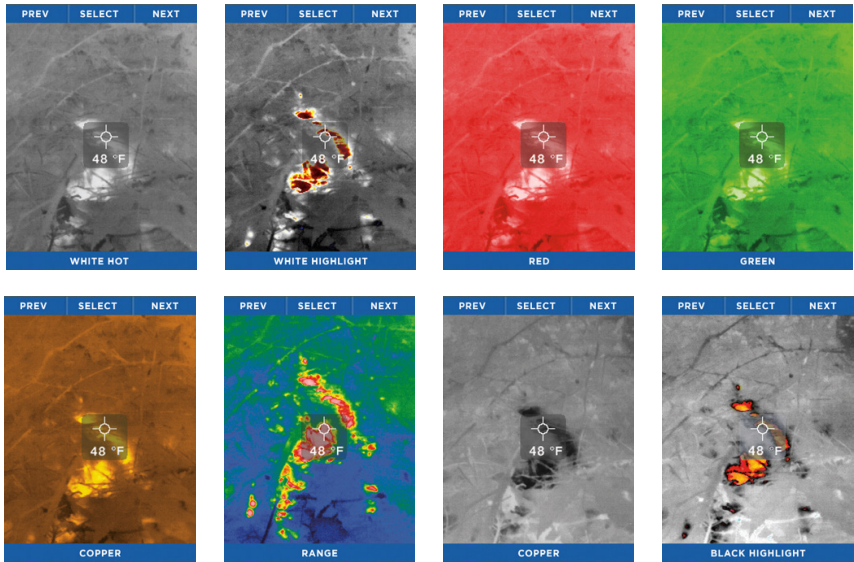 PREV SELECT NEXT
48 °F
WHITE HOT
PREV SELECT NEXT
48 °F
WHITE HIGHLIGHT
PREV SELECT NEXT
48 °F
RED
PREV SELECT NEXT
48 °F
GREEN
PREV SELECT NEXT
48 °F
COPPER
PREV SELECT NEXT
48 °F
RANGE
PREV SELECT NEXT
48 °F
COPPER
PREV SELECT NEXT
48 °F
BLACK HIGHLIGHT